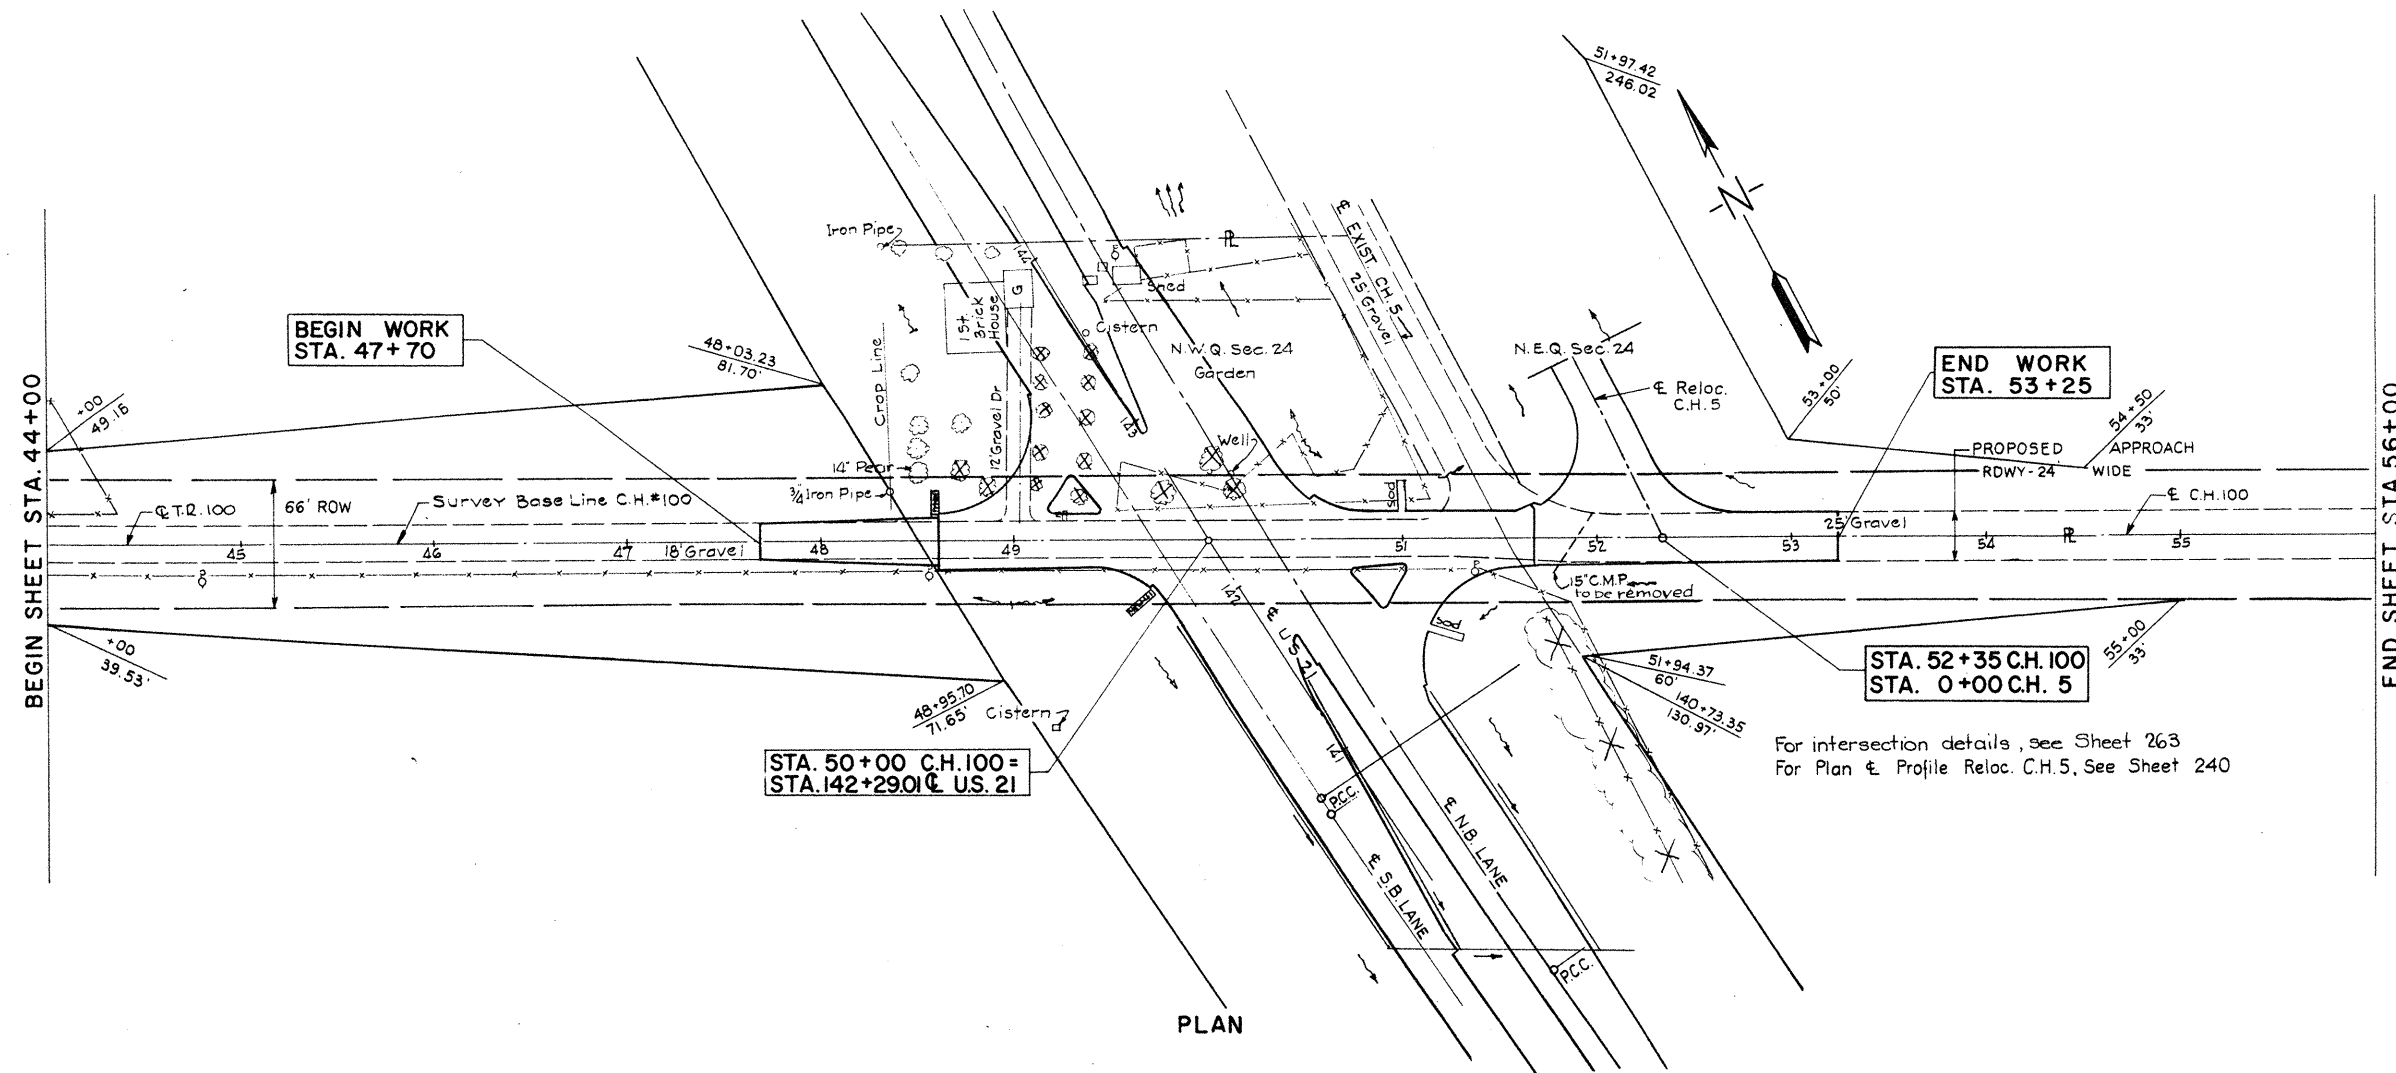 51+97.42
246.02
N
Iron Pipe
℄ EXIST. C.H. 5
25' Gravel
144
G
1 St.
Brick
House
Shed
Cistern
BEGIN WORK
STA. 47+70
48+03.23
81.70'
Crop Line
N.W.Q. Sec. 24
Garden
N.E.Q. Sec. 24
℄ Reloc.
C.H. 5
53+00
50'
END WORK
STA. 53+25
54+50
33'
BEGIN SHEET STA. 44+00
+00
49.16
12' Gravel Dr
143
Well
14" Pear
PROPOSED APPROACH
RDWY-24' WIDE
END SHEET STA. 56+00
66' ROW
Survey Base Line C.H.#100
℄ T.R. 100
3/4" Iron Pipe
Sod
℄ C.H. 100
25' Gravel
45
46
47
18' Gravel
48
49
51
52
53
PL
54
55
15" C.M.P.
to be removed
142
℄ U.S. 21
Sod
+00
39.53'
48+95.70
71.65'
Cistern
51+94.37
60'
140+73.35
130.97'
55+00
33'
STA. 52+35 C.H. 100
STA. 0+00 C.H. 5
STA. 50+00 C.H. 100 =
STA. 142+29.01 ℄ U.S. 21
141
P.C.C.
For intersection details, see Sheet 263
For Plan & Profile Reloc. C.H. 5, See Sheet 240
℄ N.B. LANE
℄ S.B. LANE
P.C.C.
PLAN